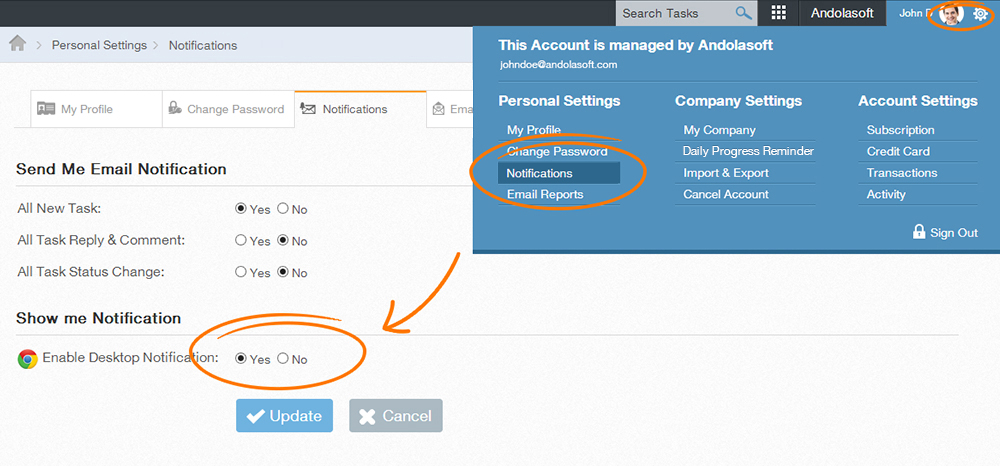 Search Tasks
Andolasoft
John D
Personal Settings
Notifications
This Account is managed by Andolasoft
johndoe@andolasoft.com
Personal Settings
My Profile
Change Password
Notifications
Email Reports
Company Settings
My Company
Daily Progress Reminder
Import & Export
Cancel Account
Account Settings
Subscription
Credit Card
Transactions
Activity
Sign Out
My Profile
Change Password
Notifications
Ema
Send Me Email Notification
All New Task: Yes No
All Task Reply & Comment: Yes No
All Task Status Change: Yes No
Show me Notification
Enable Desktop Notification: Yes No
Update
Cancel